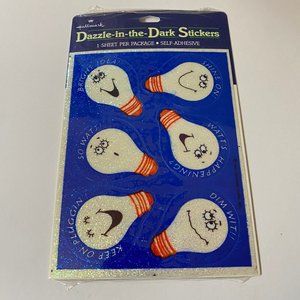 Hallmark
Dazzle-in-the-Dark Stickers
1 SHEET PER PACKAGE • SELF-ADHESIVE
BRIGHT IDEA!
SHINE ON
SO WATT?
WATTS HAPPENING?
KEEP ON PLUGGIN'
DIM WIT!!